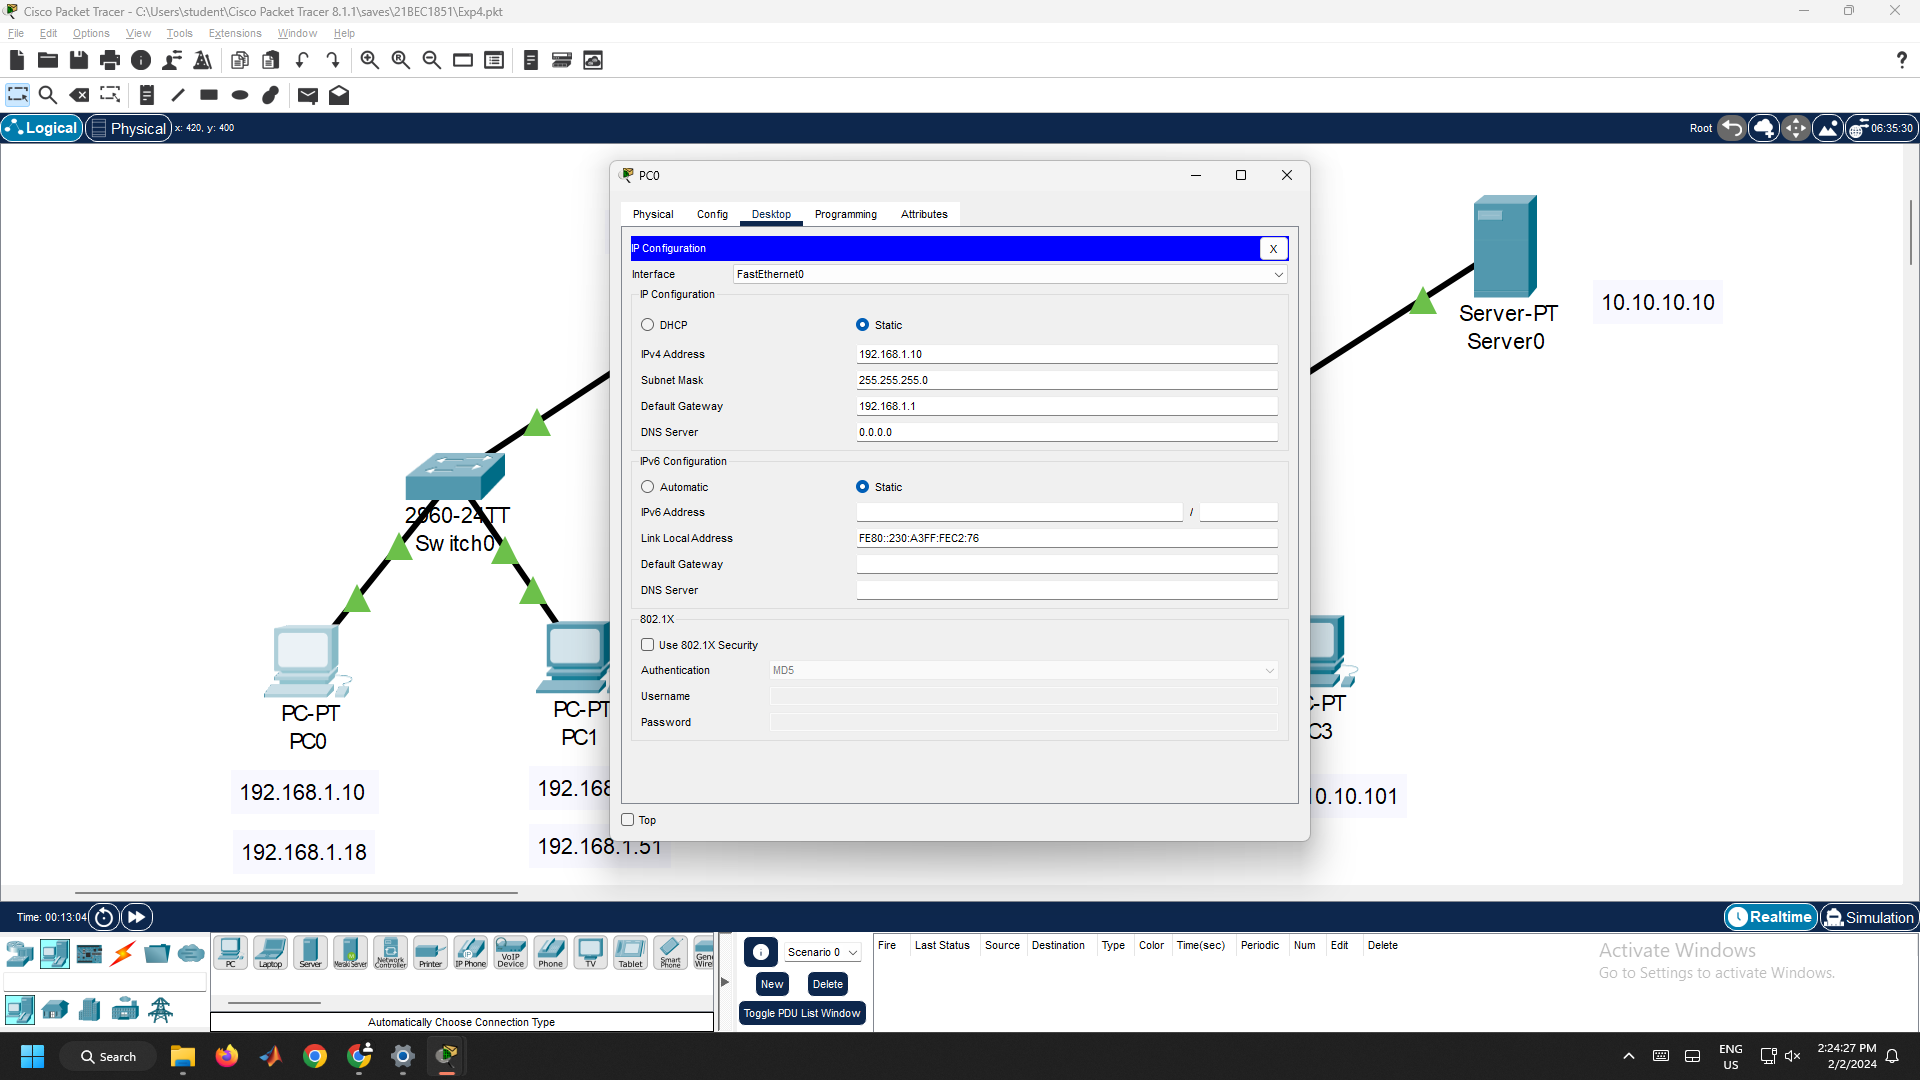 Cisco Packet Tracer - C:\Users\student\Cisco Packet Tracer 8.1.1\saves\21BEC1851\Exp4.pkt
File Edit Options View Tools Extensions Window Help
?
Logical Physical x: 420, y: 400 Root 06:35:30
PC0
Physical Config Desktop Programming Attributes
IP Configuration X
Interface FastEthernet0
IP Configuration
DHCP Static
IPv4 Address 192.168.1.10
Subnet Mask 255.255.255.0
Default Gateway 192.168.1.1
DNS Server 0.0.0.0
IPv6 Configuration
Automatic Static
IPv6 Address /
Link Local Address FE80::230:A3FF:FEC2:76
Default Gateway
DNS Server
802.1X
Use 802.1X Security
Authentication MD5
Username
Password
Top
Server-PT
Server0
10.10.10.10
2960-24TT
Switch0
PC-PT
PC0
PC-PT
PC1
-PT
C3
192.168.1.10
192.168
0.10.101
192.168.1.18
192.168.1.51
Time: 00:13:04 Realtime Simulation
PC Laptop Server Meraki Server Network Controller Printer IP Phone VoIP Device Phone TV Tablet Smart Phone Gene Wire
Automatically Choose Connection Type
Scenario 0
New Delete
Toggle PDU List Window
Fire Last Status Source Destination Type Color Time(sec) Periodic Num Edit Delete
Activate Windows
Go to Settings to activate Windows.
Search
ENG
US
2:24:27 PM
2/2/2024